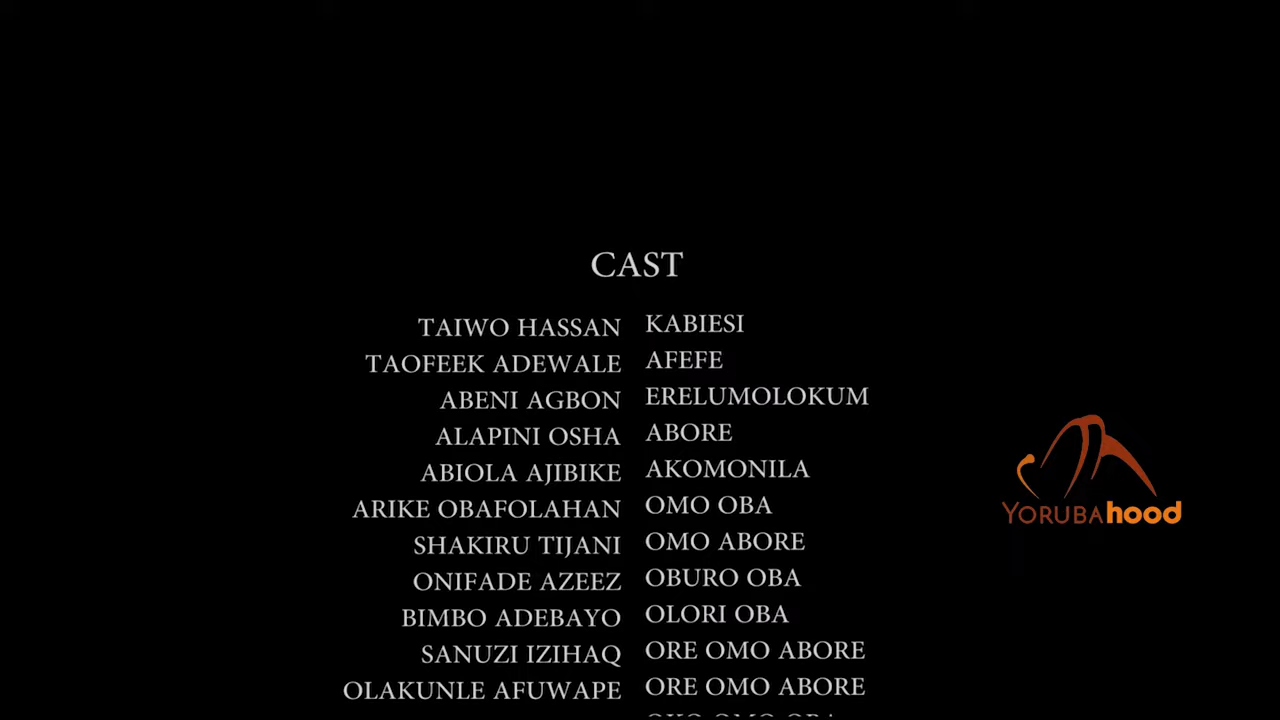 CAST
TAIWO HASSAN KABIESI
TAOFEEK ADEWALE AFEFE
ABENI AGBON ERELUMOLOKUM
ALAPINI OSHA ABORE
ABIOLA AJIBIKE AKOMONILA
ARIKE OBAFOLAHAN OMO OBA
SHAKIRU TIJANI OMO ABORE
ONIFADE AZEEZ OBURO OBA
BIMBO ADEBAYO OLORI OBA
SANUZI IZIHAQ ORE OMO ABORE
OLAKUNLE AFUWAPE ORE OMO ABORE
YORUBAhood